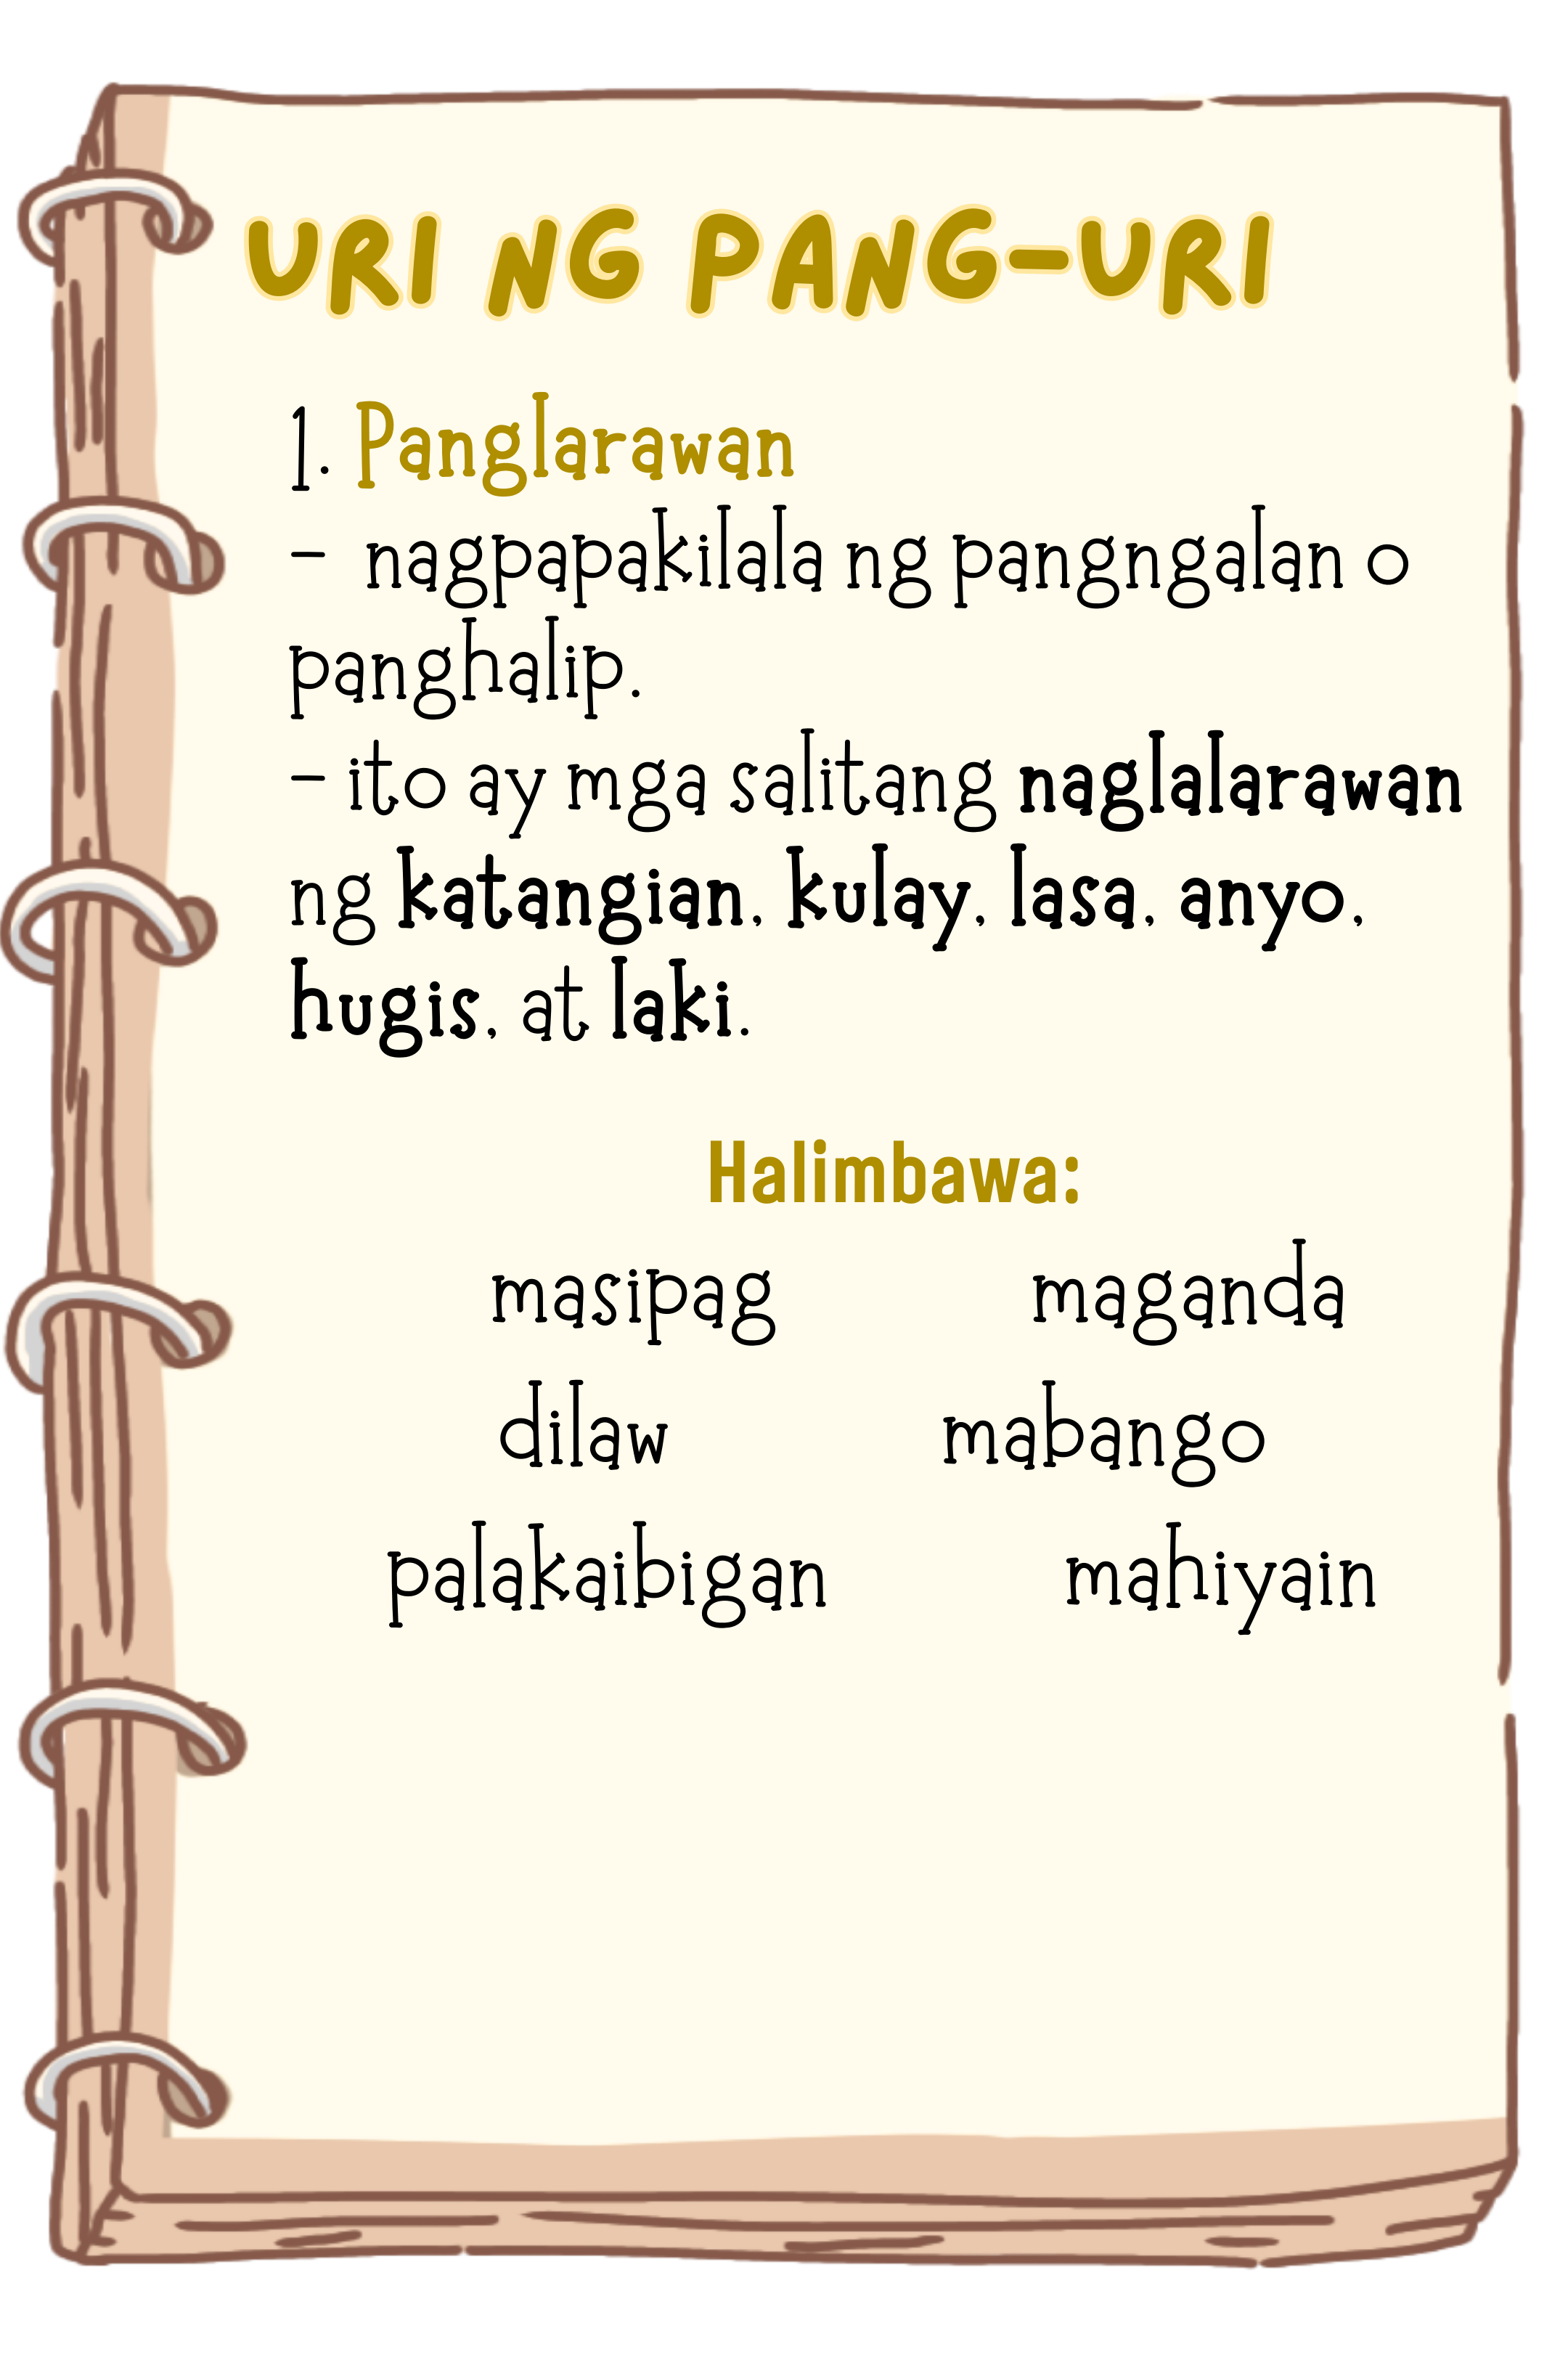 URI NG PANG-URI
1. Panglarawan
- nagpapakilala ng pangngalan o
panghalip.
- ito ay mga salitang naglalarawan
ng katangian, kulay, lasa, anyo,
hugis, at laki.
Halimbawa:
masipag maganda
dilaw mabango
palakaibigan mahiyain